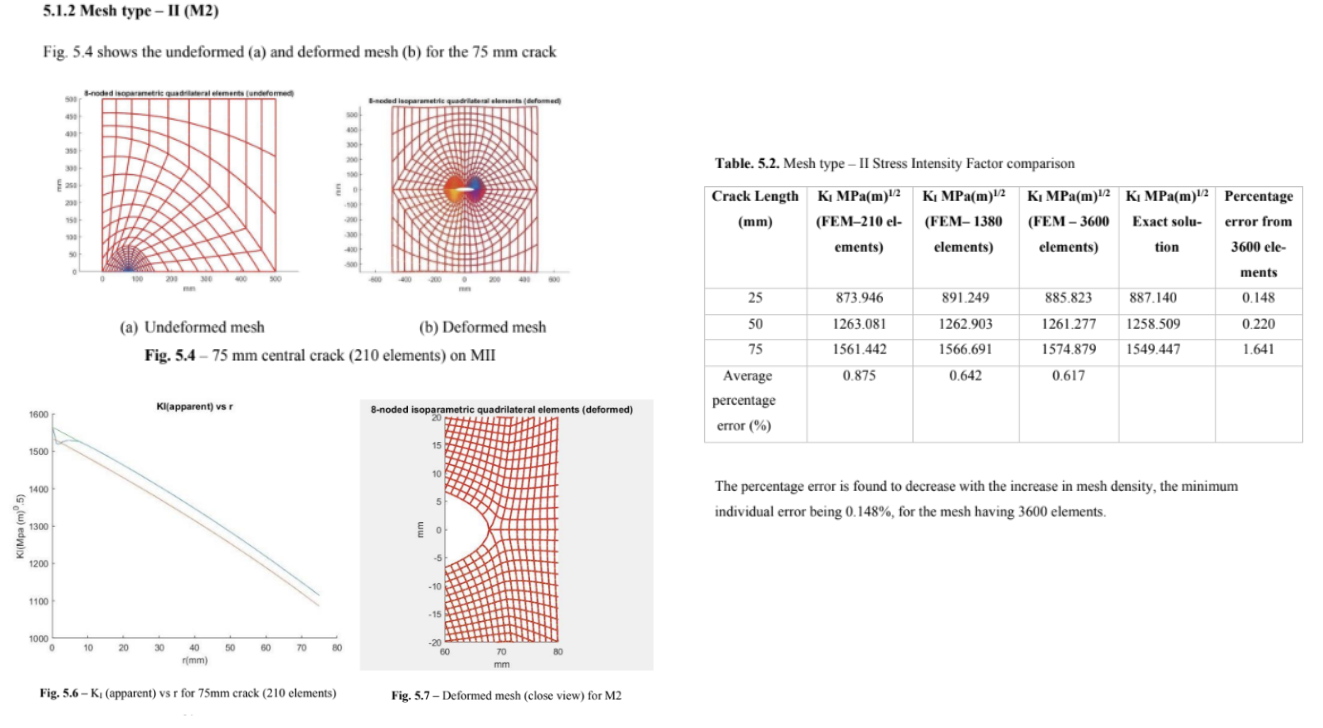 5.1.2 Mesh type – II (M2)
Fig. 5.4 shows the undeformed (a) and deformed mesh (b) for the 75 mm crack
8-noded isoparametric quadrilateral elements (undeformed)
500
450
400
350
300
250
200
150
100
50
0
mm
0 100 200 300 400 500
mm
8-noded isoparametric quadrilateral elements (deformed)
500
400
300
200
100
0
-100
-200
-300
-400
-500
mm
-600 -400 -200 0 200 400 600
mm
(a) Undeformed mesh
(b) Deformed mesh
Fig. 5.4 – 75 mm central crack (210 elements) on MII
KI(apparent) vs r
1600
1500
1400
1300
1200
1100
1000
KI(Mpa (m)^0.5)
0 10 20 30 40 50 60 70 80
r(mm)
Fig. 5.6 – KI (apparent) vs r for 75mm crack (210 elements)
8-noded isoparametric quadrilateral elements (deformed)
20
15
10
5
0
-5
-10
-15
-20
mm
60 70 80
mm
Fig. 5.7 – Deformed mesh (close view) for M2
Table. 5.2. Mesh type – II Stress Intensity Factor comparison
Crack Length KI MPa(m)1/2 KI MPa(m)1/2 KI MPa(m)1/2 KI MPa(m)1/2 Percentage
(mm) (FEM–210 el- (FEM– 1380 (FEM – 3600 Exact solu- error from
ements) elements) elements) tion 3600 ele-
ments
25 873.946 891.249 885.823 887.140 0.148
50 1263.081 1262.903 1261.277 1258.509 0.220
75 1561.442 1566.691 1574.879 1549.447 1.641
Average 0.875 0.642 0.617
percentage
error (%)
The percentage error is found to decrease with the increase in mesh density, the minimum
individual error being 0.148%, for the mesh having 3600 elements.